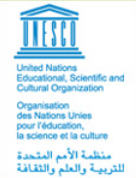 UNESCO
United Nations
Educational, Scientific and
Cultural Organization
Organisation
des Nations Unies
pour l'éducation,
la science et la culture
منظمة الأمم المتحدة
للتربية والعلم والثقافة